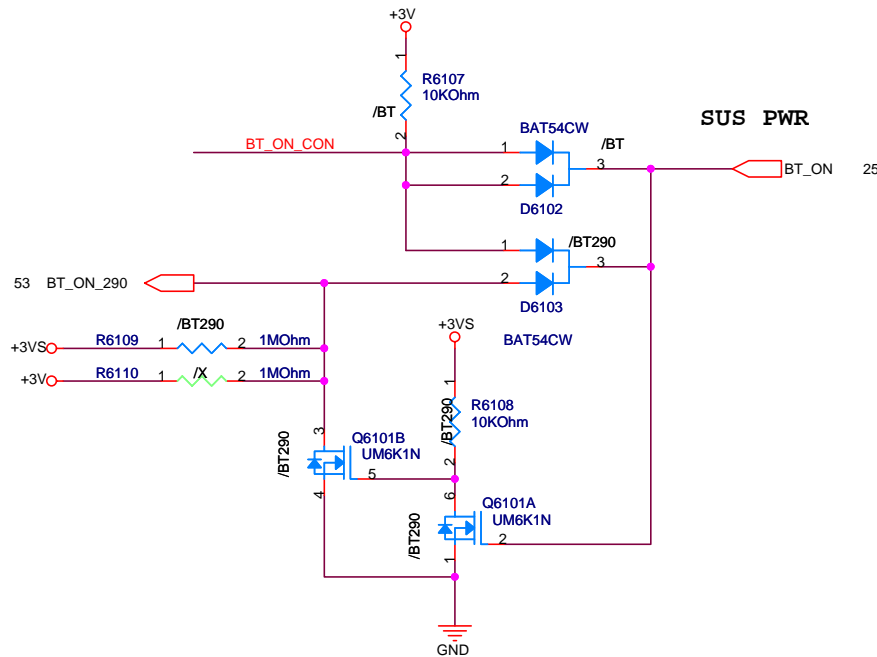 +3V
1
R6107
10KOhm
/BT
2
BT_ON_CON
BAT54CW
SUS PWR
1
/BT
3
BT_ON 25
2
D6102
1
/BT290
3
53 BT_ON_290
2
D6103
BAT54CW
/BT290
+3VS
R6109 1 2 1MOhm
+3VS
/X
+3V
R6110 1 2 1MOhm
1
R6108
10KOhm
/BT290
2
3
Q6101B
UM6K1N
/BT290
5
4
6
Q6101A
UM6K1N
/BT290
2
1
GND